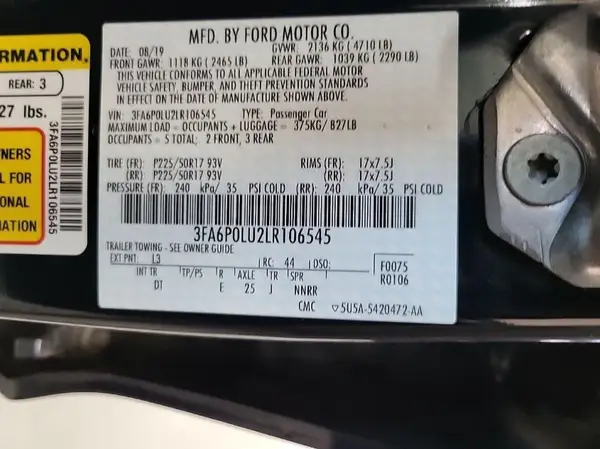 MFD. BY FORD MOTOR CO.
DATE: 08/19 GVWR: 2136 KG ( 4710LB)
FRONT GAWR: 1118 KG ( 2465 LB) REAR GAWR: 1039 KG ( 2290 LB)
THIS VEHICLE CONFORMS TO ALL APPLICABLE FEDERAL MOTOR
VEHICLE SAFETY, BUMPER, AND THEFT PREVENTION STANDARDS
IN EFFECT ON THE DATE OF MANUFACTURE SHOWN ABOVE.
VIN: 3FA6P0LU2LR106545 TYPE: Passenger Car
MAXIMUM LOAD = OCCUPANTS + LUGGAGE = 375KG/ 827LB
OCCUPANTS = 5 TOTAL: 2 FRONT, 3 REAR
TIRE (FR): P225/50R17 93V RIMS (FR): 17x7.5J
(RR): P225/50R17 93V (RR): 17x7.5J
PRESSURE (FR): 240 kPa/ 35 PSI COLD (RR): 240 kPa/ 35 PSI COLD
3FA6P0LU2LR106545
TRAILER TOWING - SEE OWNER GUIDE
EXT PNT: L3 RC: 44 DSO: F0075
INT TR TP/PS R AXLE TR SPR R0106
DT E 25 J NNRR
CMC ▽5U5A-5420472-AA
ORMATION.
REAR: 3
27 lbs.
3FA6P0LU2LR106545
NERS
L FOR
ONAL
ATION